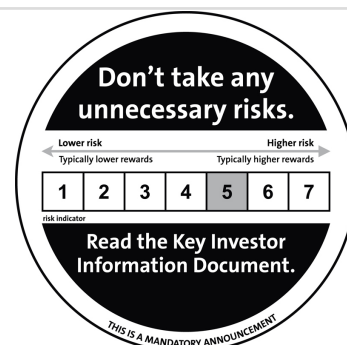 Don't take any
unnecessary risks.
Lower risk
Higher risk
Typically lower rewards
Typically higher rewards
1 2 3 4 5 6 7
risk indicator
Read the Key Investor
Information Document.
THIS IS A MANDATORY ANNOUNCEMENT